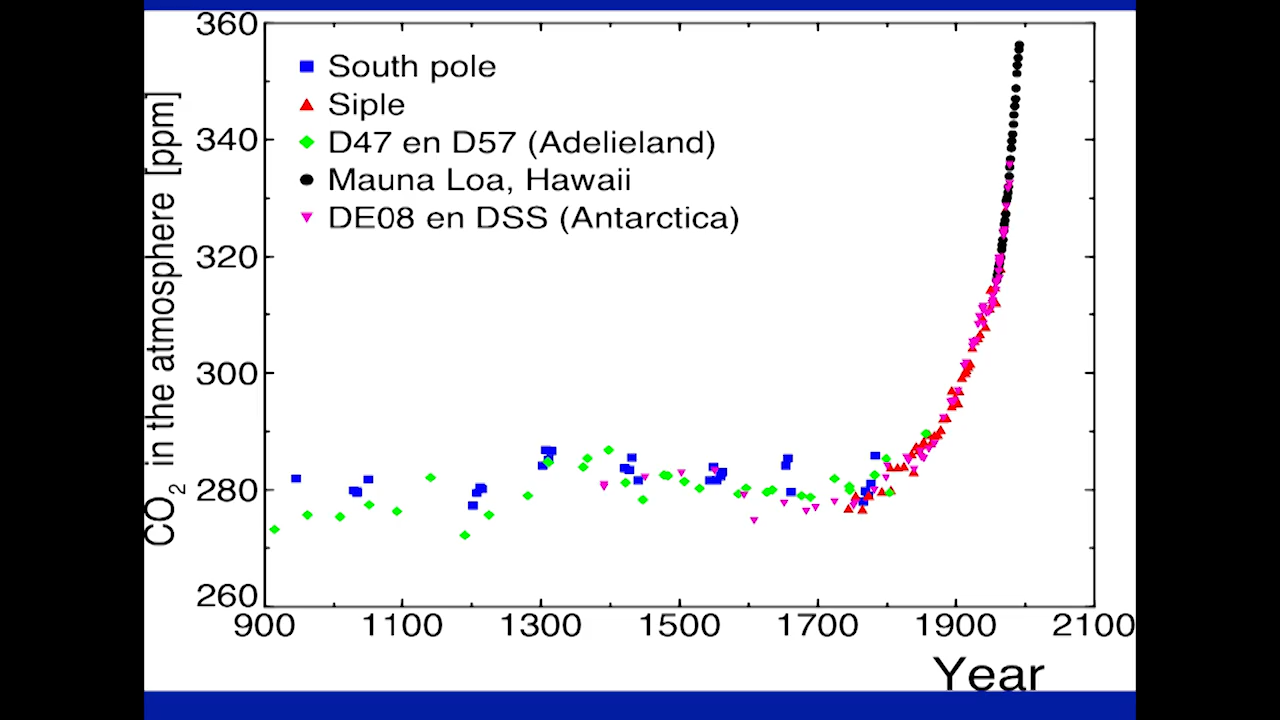 360
340
320
300
280
260
CO2 in the atmosphere [ppm]
South pole
Siple
D47 en D57 (Adelieland)
Mauna Loa, Hawaii
DE08 en DSS (Antarctica)
900 1100 1300 1500 1700 1900 2100
Year